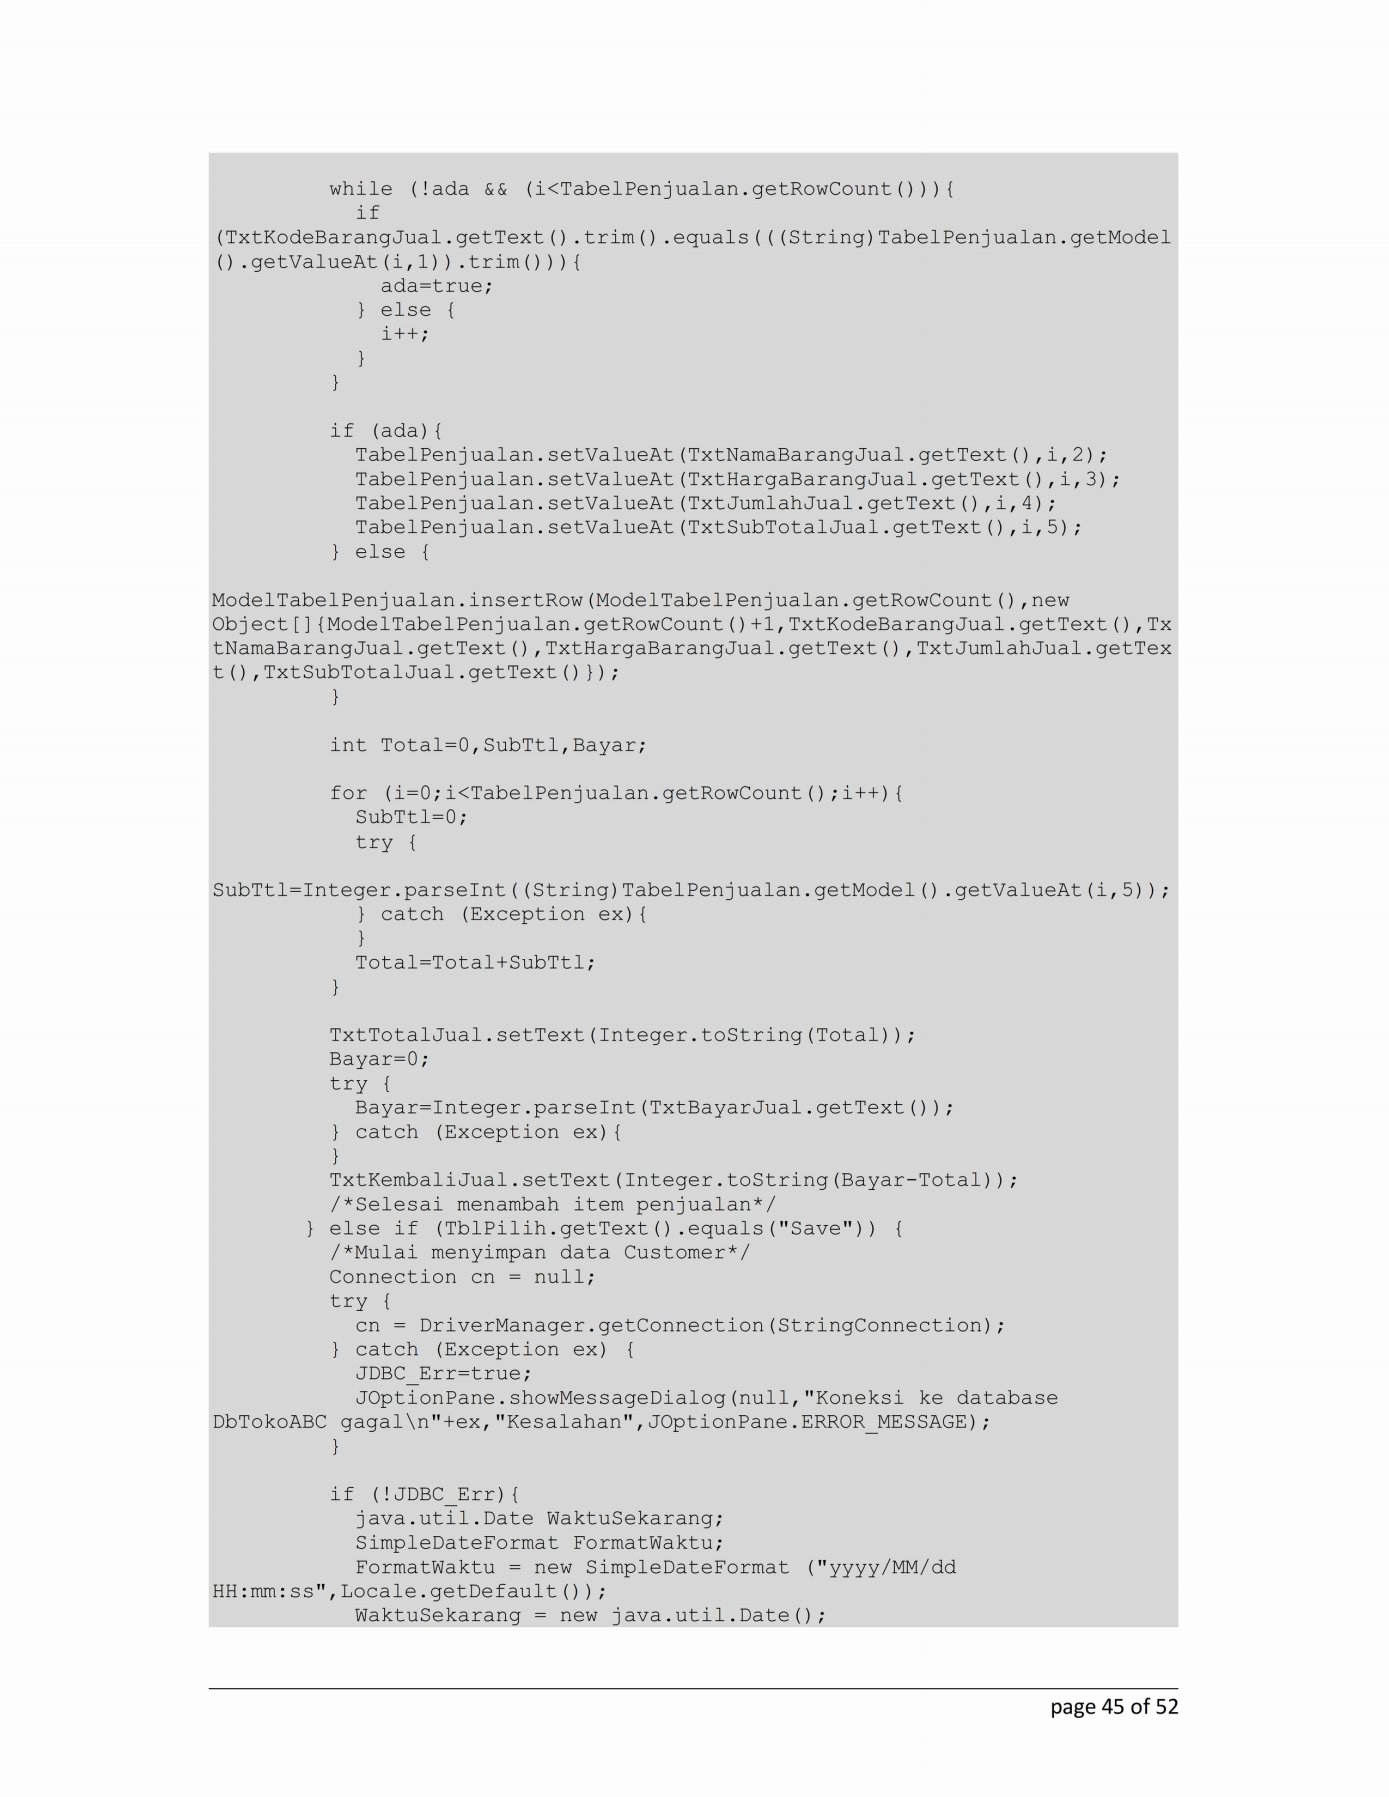 while (!ada && (i<TabelPenjualan.getRowCount())){
if
(TxtKodeBarangJual.getText().trim().equals(((String)TabelPenjualan.getModel
().getValueAt(i,1)).trim())){
ada=true;
} else {
i++;
}
}
if (ada){
TabelPenjualan.setValueAt(TxtNamaBarangJual.getText(),i,2);
TabelPenjualan.setValueAt(TxtHargaBarangJual.getText(),i,3);
TabelPenjualan.setValueAt(TxtJumlahJual.getText(),i,4);
TabelPenjualan.setValueAt(TxtSubTotalJual.getText(),i,5);
} else {
ModelTabelPenjualan.insertRow(ModelTabelPenjualan.getRowCount(),new
Object[]{ModelTabelPenjualan.getRowCount()+1,TxtKodeBarangJual.getText(),Tx
tNamaBarangJual.getText(),TxtHargaBarangJual.getText(),TxtJumlahJual.getTex
t(),TxtSubTotalJual.getText()});
}
int Total=0,SubTtl,Bayar;
for (i=0;i<TabelPenjualan.getRowCount();i++){
SubTtl=0;
try {
SubTtl=Integer.parseInt((String)TabelPenjualan.getModel().getValueAt(i,5));
} catch (Exception ex){
}
Total=Total+SubTtl;
}
TxtTotalJual.setText(Integer.toString(Total));
Bayar=0;
try {
Bayar=Integer.parseInt(TxtBayarJual.getText());
} catch (Exception ex){
}
TxtKembaliJual.setText(Integer.toString(Bayar-Total));
/*Selesai menambah item penjualan*/
} else if (TblPilih.getText().equals("Save")) {
/*Mulai menyimpan data Customer*/
Connection cn = null;
try {
cn = DriverManager.getConnection(StringConnection);
} catch (Exception ex) {
JDBC_Err=true;
JOptionPane.showMessageDialog(null,"Koneksi ke database
DbTokoABC gagal\n"+ex,"Kesalahan",JOptionPane.ERROR_MESSAGE);
}
if (!JDBC_Err){
java.util.Date WaktuSekarang;
SimpleDateFormat FormatWaktu;
FormatWaktu = new SimpleDateFormat ("yyyy/MM/dd
HH:mm:ss",Locale.getDefault());
WaktuSekarang = new java.util.Date();
page 45 of 52